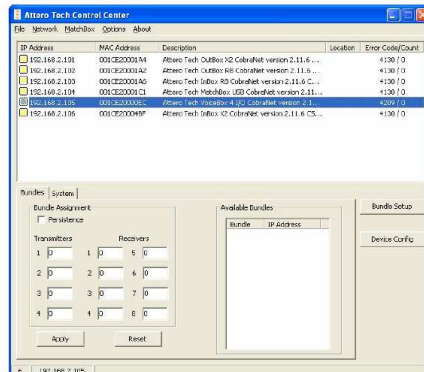 Attero Tech Control Center
File Network MatchBox Options About
IP Address MAC Address Description Location Error Code/Count
192.168.2.101 001CE20001A4 Attero Tech OutBox X2 CobraNet version 2.11.6 ... 4130 / 0
192.168.2.102 001CE20001A2 Attero Tech OutBox R8 CobraNet version 2.11.6 ... 4130 / 0
192.168.2.103 001CE20001A6 Attero Tech InBox R8 CobraNet version 2.11.6 C... 4130 / 0
192.168.2.104 001CE20001C1 Attero Tech MatchBox USB CobraNet version 2.11... 4130 / 0
192.168.2.105 Attero Tech VoiceBox 4 I/O CobraNet version 2.1... 4209 / 0
192.168.2.106 Attero Tech InBox X2 CobraNet version 2.11.6 CS... 4130 / 0
Bundles System
Bundle Assignment
Persistence
Transmitters Receivers
1 0 1 0 5 0
2 0 2 0 6 0
3 0 3 0 7 0
4 0 4 0 8 0
Apply Reset
Available Bundles
Bundle IP Address
Bundle Setup
Device Config
6 192.168.2.105